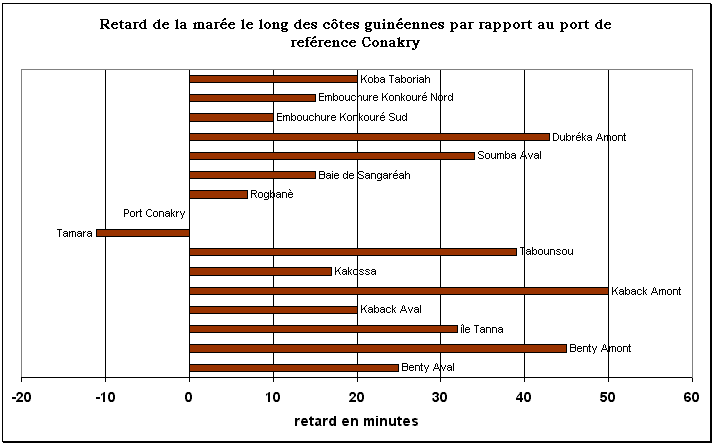 Retard de la marée le long des côtes guinéennes par rapport au port de
reférence Conakry
Koba Taboriah
Embouchure Konkouré Nord
Embouchure Konkouré Sud
Dubréka Amont
Soumba Aval
Baie de Sangaréah
Rogbanè
Port Conakry
Tamara
Tabounsou
Kakossa
Kaback Amont
Kaback Aval
île Tanna
Benty Amont
Benty Aval
-20 -10 0 10 20 30 40 50 60
retard en minutes